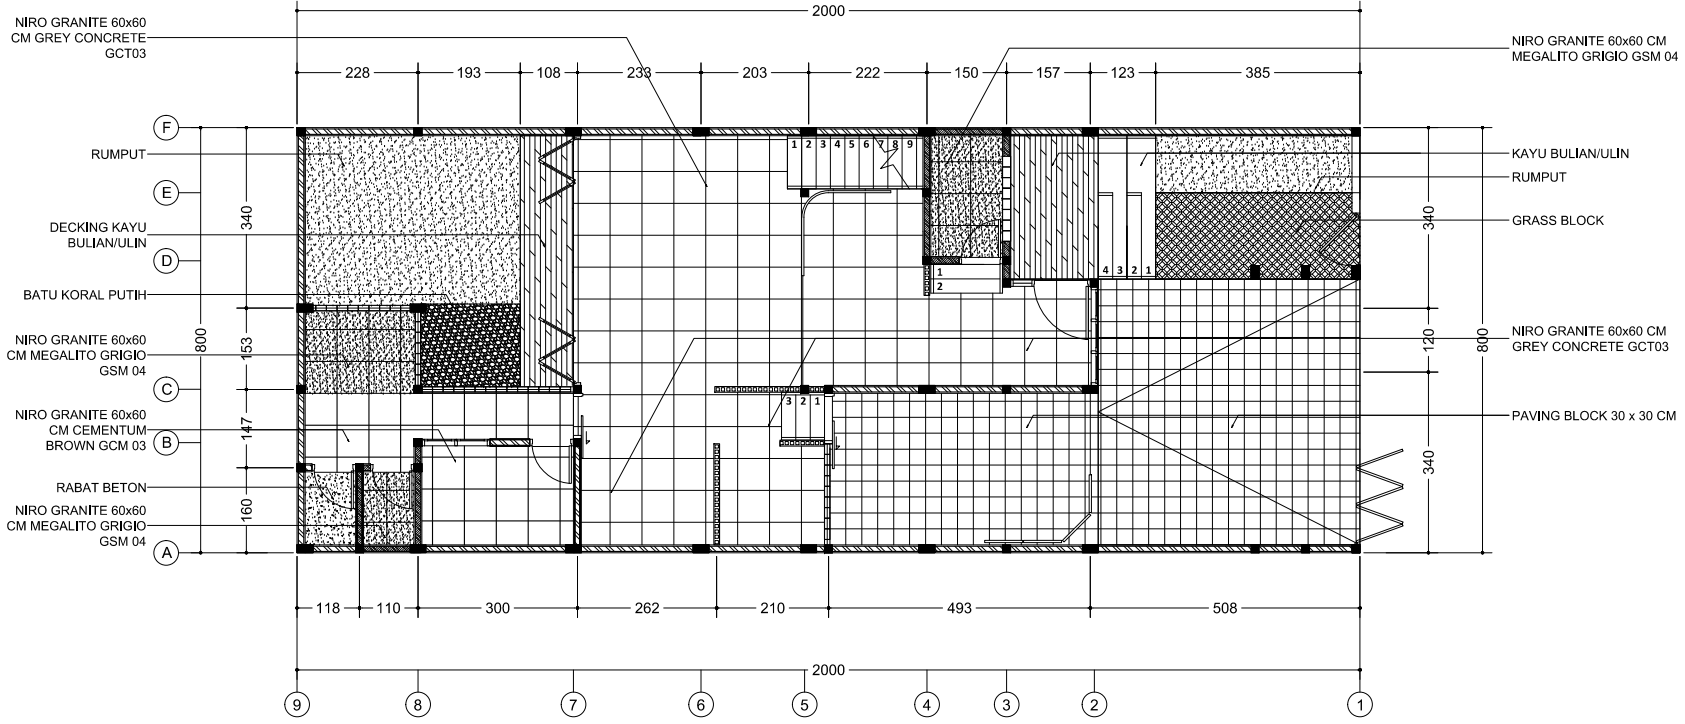 2000
NIRO GRANITE 60x60
CM GREY CONCRETE
GCT03
NIRO GRANITE 60x60 CM
MEGALITO GRIGIO GSM 04
228
193
108
233
203
222
150
157
123
385
F
E
D
C
B
A
RUMPUT
DECKING KAYU
BULIAN/ULIN
BATU KORAL PUTIH
NIRO GRANITE 60x60
CM MEGALITO GRIGIO
GSM 04
NIRO GRANITE 60x60
CM CEMENTUM
BROWN GCM 03
RABAT BETON
NIRO GRANITE 60x60
CM MEGALITO GRIGIO
GSM 04
800
340
153
147
160
1 2 3 4 5 6 7 8 9
1
2
4 3 2 1
3 2 1
340
120
340
800
KAYU BULIAN/ULIN
RUMPUT
GRASS BLOCK
NIRO GRANITE 60x60 CM
GREY CONCRETE GCT03
PAVING BLOCK 30 x 30 CM
118
110
300
262
210
493
508
2000
9
8
7
6
5
4
3
2
1